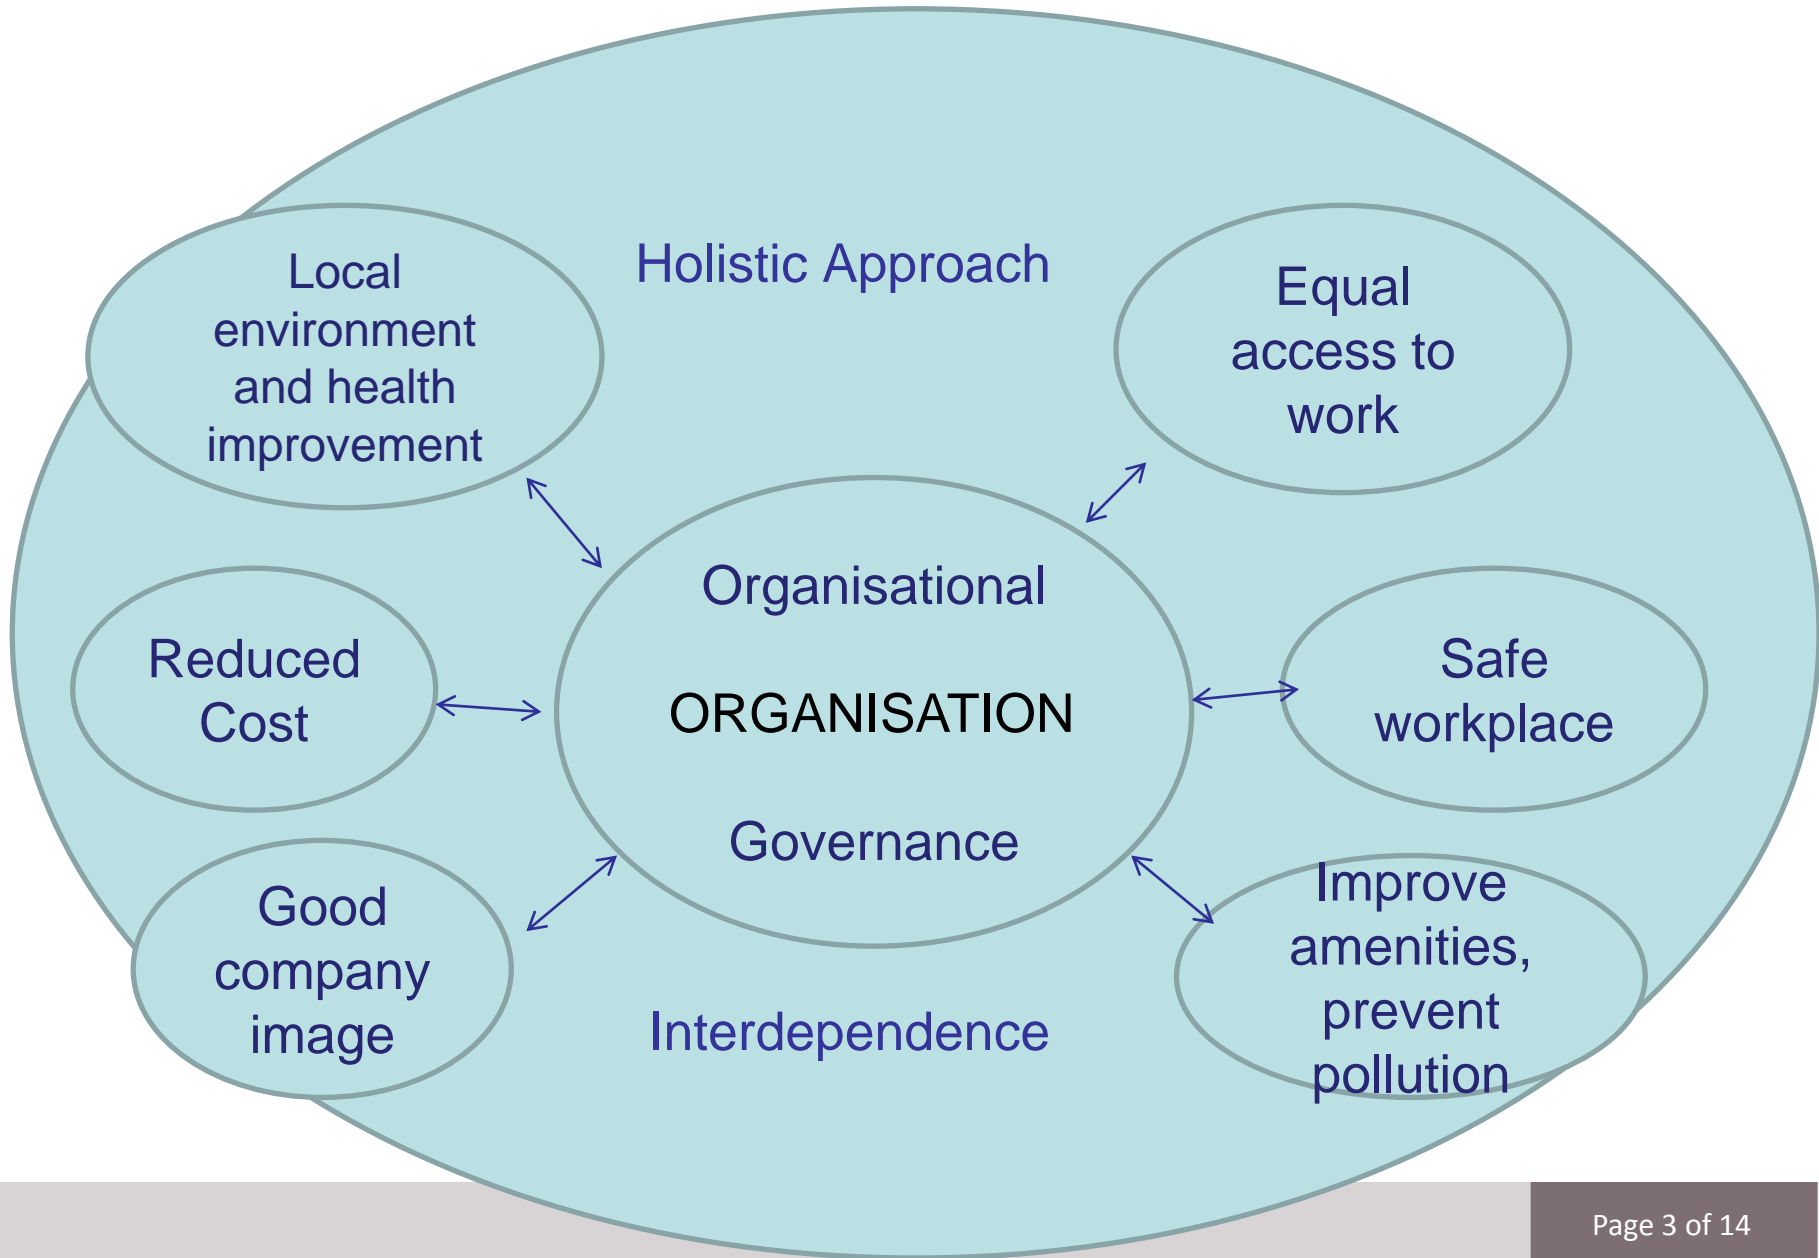 Holistic Approach
Local
environment
and health
improvement
Equal
access to
work
Organisational
ORGANISATION
Governance
Reduced
Cost
Safe
workplace
Good
company
image
Improve
amenities,
prevent
pollution
Interdependence
Page 3 of 14